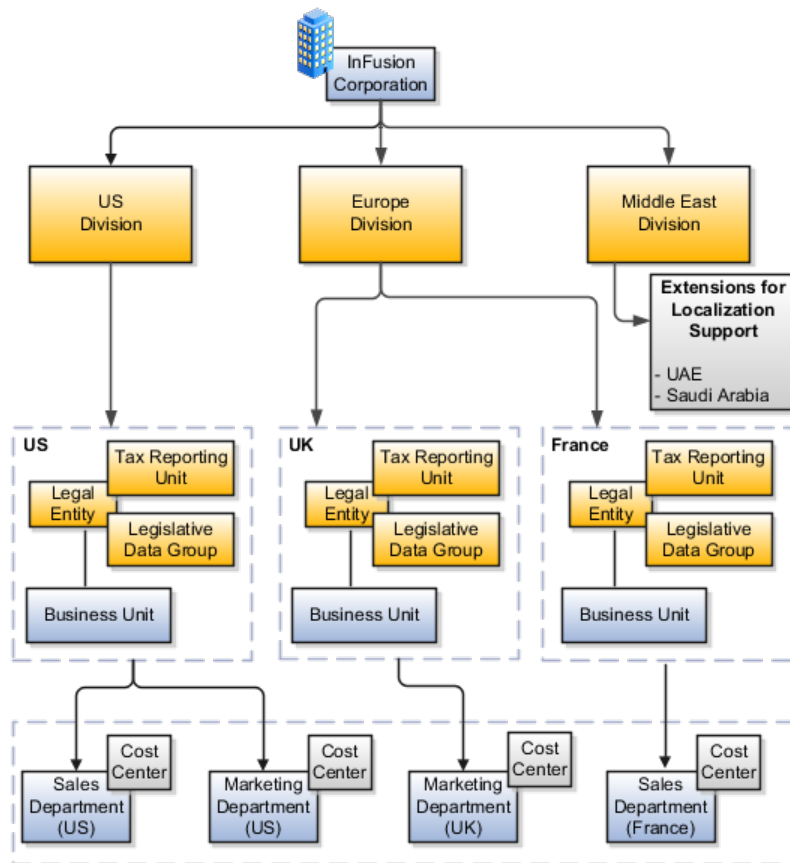 InFusion
Corporation
US
Division
Europe
Division
Middle East
Division
Extensions for
Localization
Support
- UAE
- Saudi Arabia
US
Tax Reporting
Unit
Legal
Entity
Legislative
Data Group
Business Unit
UK
Tax Reporting
Unit
Legal
Entity
Legislative
Data Group
Business Unit
France
Tax Reporting
Unit
Legal
Entity
Legislative
Data Group
Business Unit
Cost
Center
Sales
Department
(US)
Cost
Center
Marketing
Department
(US)
Cost
Center
Marketing
Department
(UK)
Cost
Center
Sales
Department
(France)